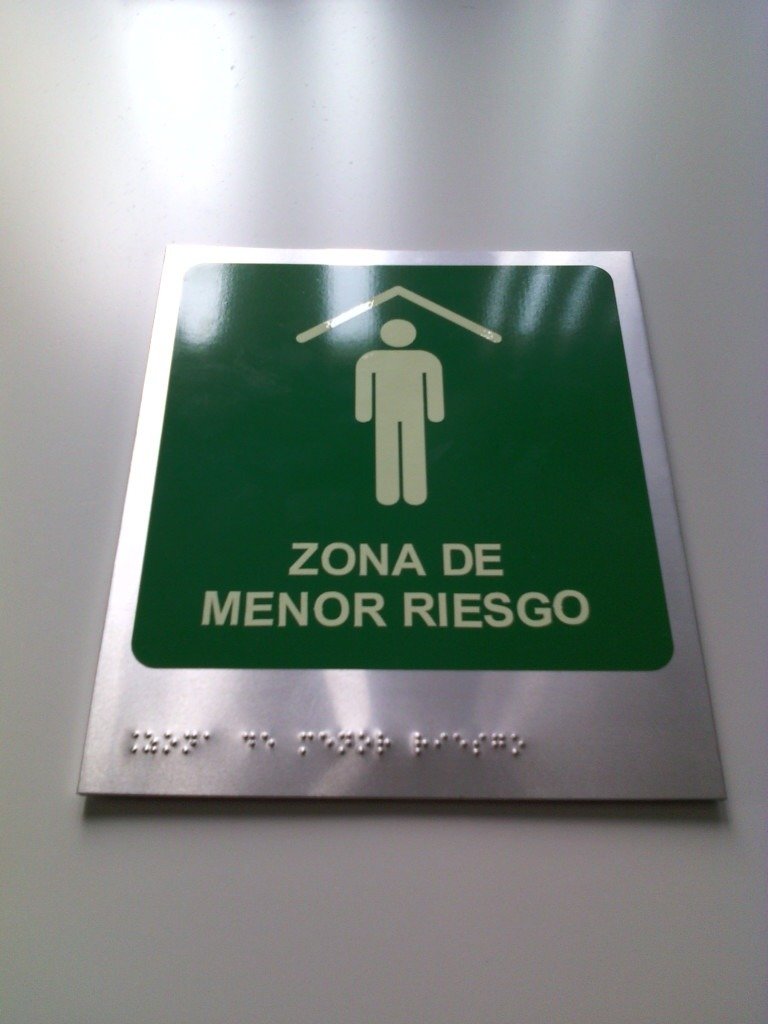 ZONA DE
MENOR RIESGO
⠨⠵⠕⠝⠁ ⠙⠑ ⠍⠑⠝⠕⠗ ⠗⠊⠑⠎⠛⠕